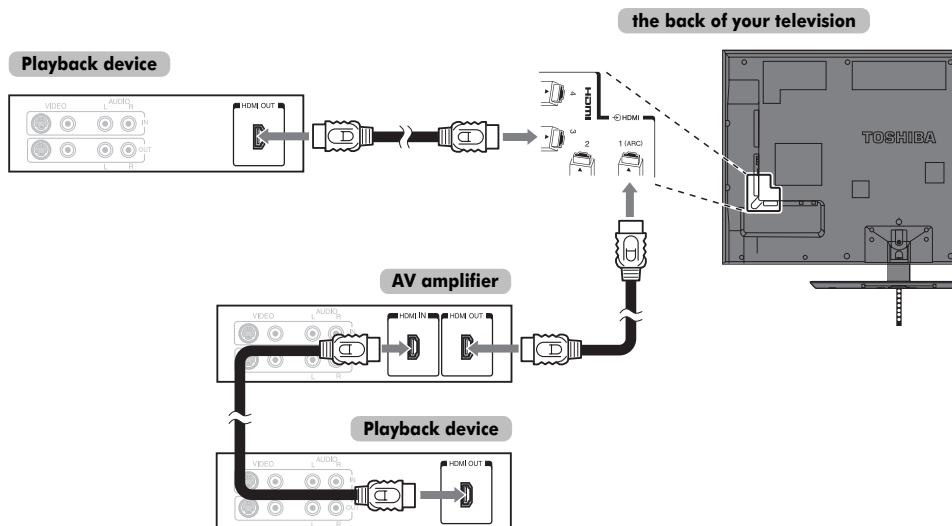 the back of your television
Playback device
VIDEO
L AUDIO R
IN
OUT
L R
HDMI OUT
4
HDMI
3
HDMI
2
1 (ARC)
TOSHIBA
AV amplifier
VIDEO
L AUDIO R
IN
L R
HDMI IN
HDMI OUT
Playback device
VIDEO
L AUDIO R
IN
OUT
L R
HDMI OUT